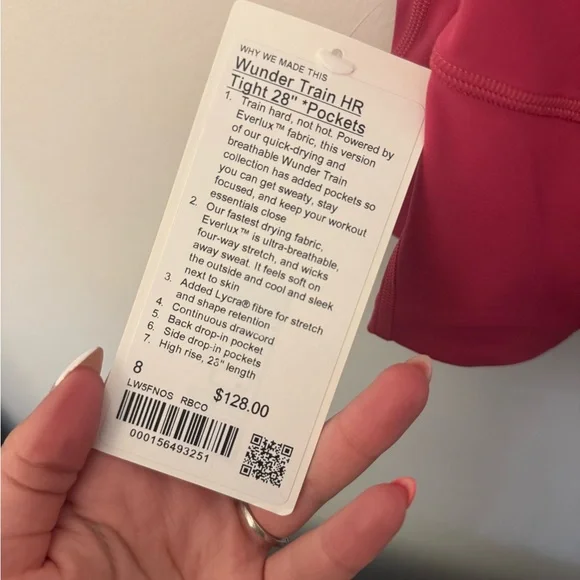 WHY WE MADE THIS
Wunder Train HR
Tight 28" *Pockets
1. Train hard, not hot. Powered by
Everlux™ fabric, this version
of our quick-drying and
breathable Wunder Train
collection has added pockets so
you can get sweaty, stay
focused, and keep your workout
essentials close
2. Our fastest drying fabric,
Everlux™ is ultra-breathable,
four-way stretch, and wicks
away sweat. It feels soft on
the outside and cool and sleek
next to skin
3. Added Lycra® fibre for stretch
and shape retention
4. Continuous drawcord
5. Back drop-in pocket
6. Side drop-in pockets
7. High rise, 28" length
8 $128.00
LW5FNOS RBCO
000156493251